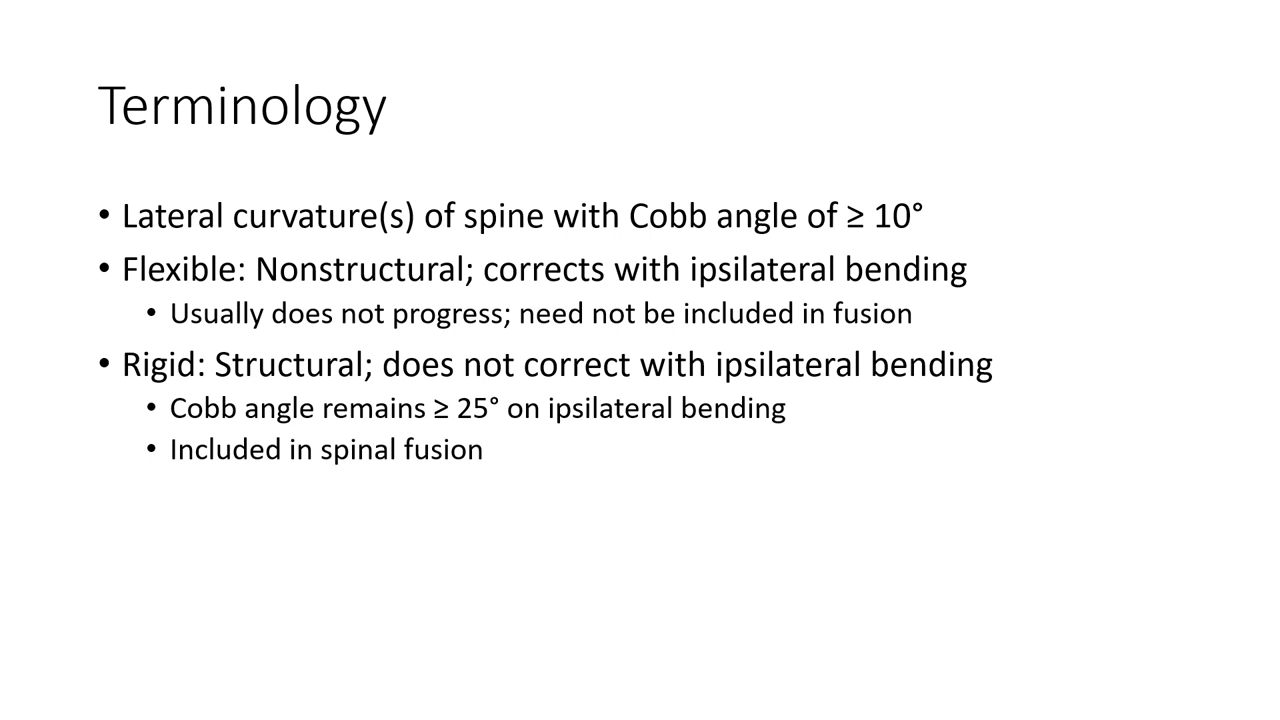 Terminology
• Lateral curvature(s) of spine with Cobb angle of ≥ 10°
• Flexible: Nonstructural; corrects with ipsilateral bending
• Usually does not progress; need not be included in fusion
• Rigid: Structural; does not correct with ipsilateral bending
• Cobb angle remains ≥ 25° on ipsilateral bending
• Included in spinal fusion